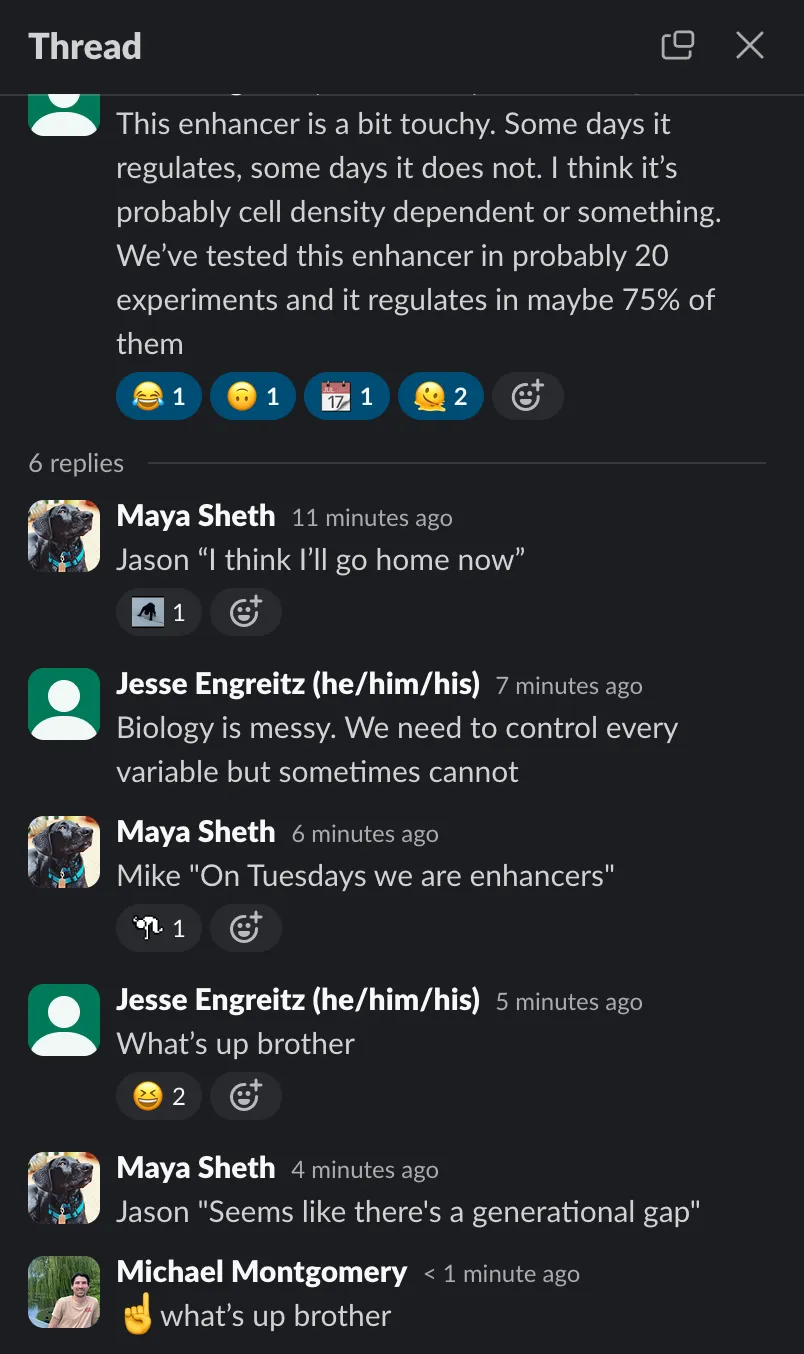 Thread
This enhancer is a bit touchy. Some days it
regulates, some days it does not. I think it’s
probably cell density dependent or something.
We’ve tested this enhancer in probably 20
experiments and it regulates in maybe 75% of
them
😂 1 🙃 1 JUL 17 1 🫠 2
6 replies
Maya Sheth 11 minutes ago
Jason “I think I’ll go home now”
1
Jesse Engreitz (he/him/his) 7 minutes ago
Biology is messy. We need to control every
variable but sometimes cannot
Maya Sheth 6 minutes ago
Mike "On Tuesdays we are enhancers"
1
Jesse Engreitz (he/him/his) 5 minutes ago
What’s up brother
😆 2
Maya Sheth 4 minutes ago
Jason "Seems like there's a generational gap"
Michael Montgomery < 1 minute ago
☝️ what’s up brother